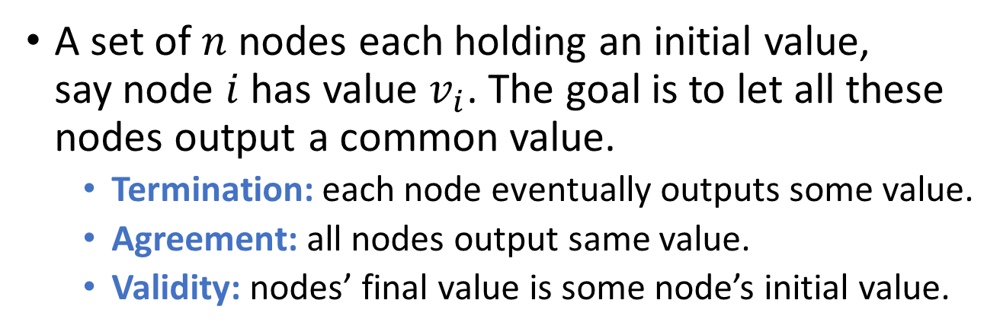 • A set of n nodes each holding an initial value,
say node i has value vᵢ. The goal is to let all these
nodes output a common value.
• Termination: each node eventually outputs some value.
• Agreement: all nodes output same value.
• Validity: nodes’ final value is some node’s initial value.